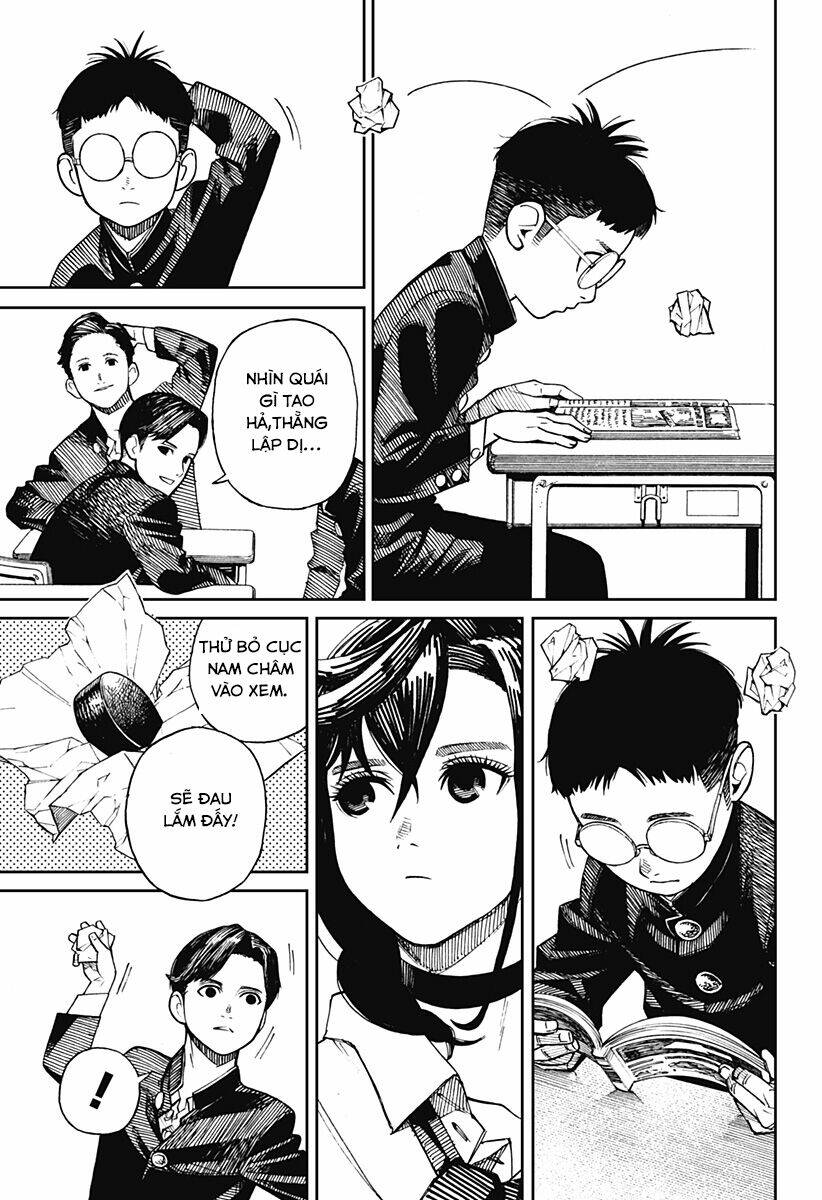 NHÌN QUÁI
GÌ TAO
HẢ,THẰNG
LẬP DỊ...
THỬ BỎ CỤC
NAM CHÂM
VÀO XEM.
SẼ ĐAU
LẮM ĐẤY!
!